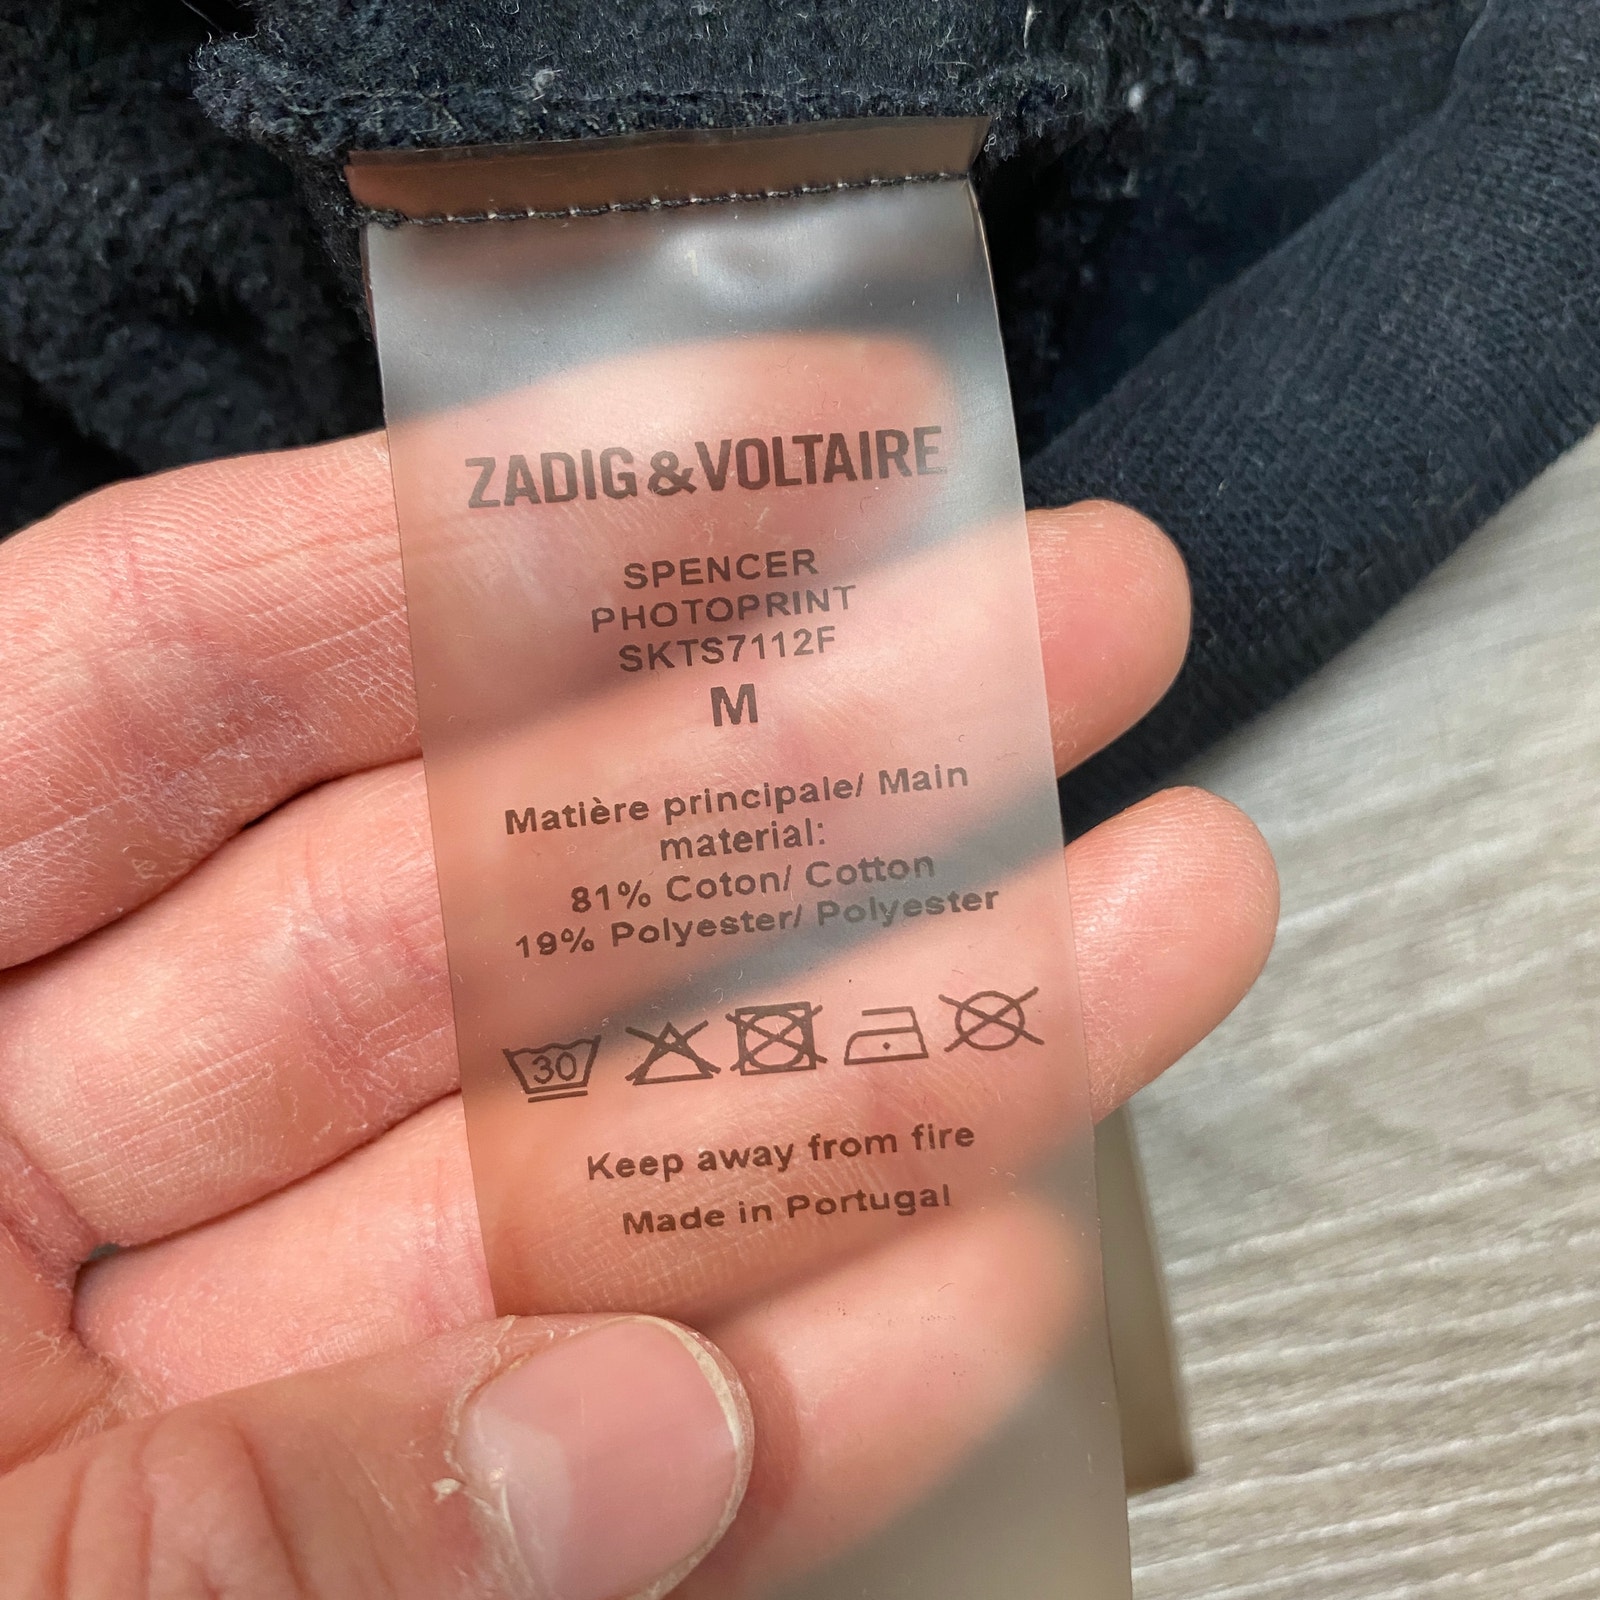 ZADIG&VOLTAIRE
SPENCER
PHOTOPRINT
SKTS7112F
M
Matière principale/ Main
material:
81% Coton/ Cotton
19% Polyester/ Polyester
30
Keep away from fire
Made in Portugal